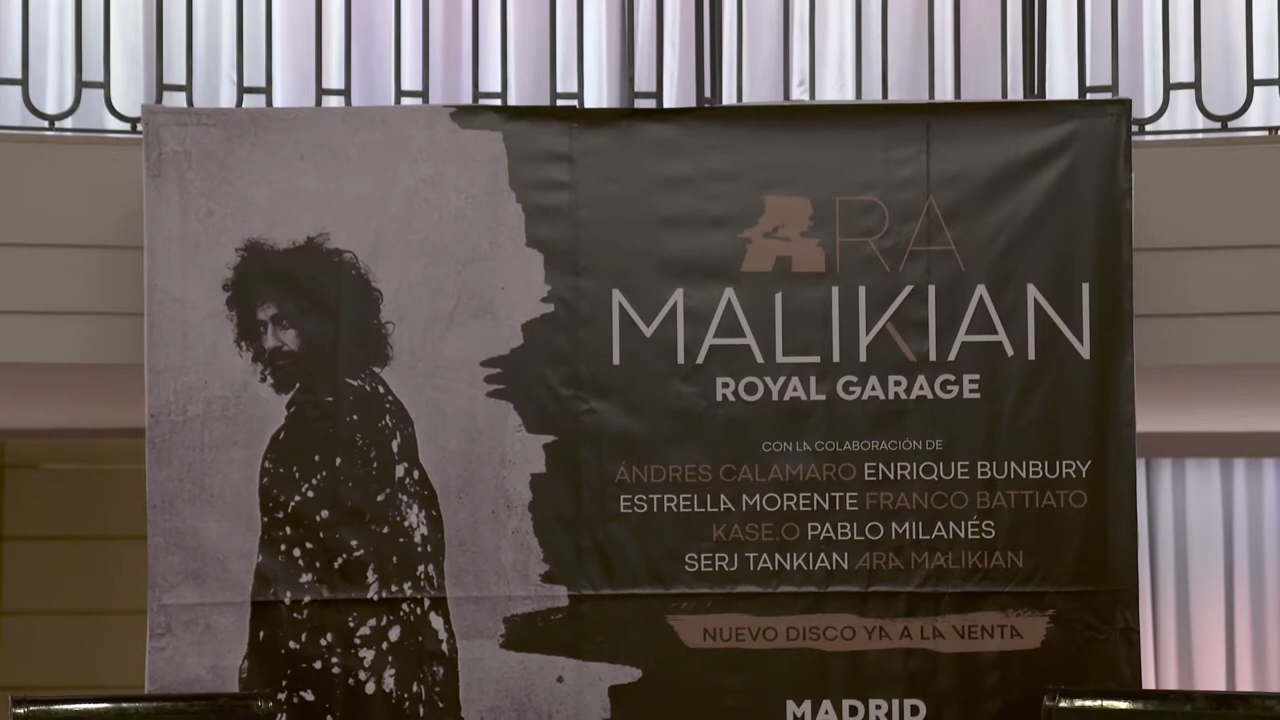 ARA
MALIKIAN
ROYAL GARAGE
CON LA COLABORACIÓN DE
ÁNDRES CALAMARO ENRIQUE BUNBURY
ESTRELLA MORENTE FRANCO BATTIATO
KASE.O PABLO MILANÉS
SERJ TANKIAN ARA MALIKIAN
NUEVO DISCO YA A LA VENTA
MADRID